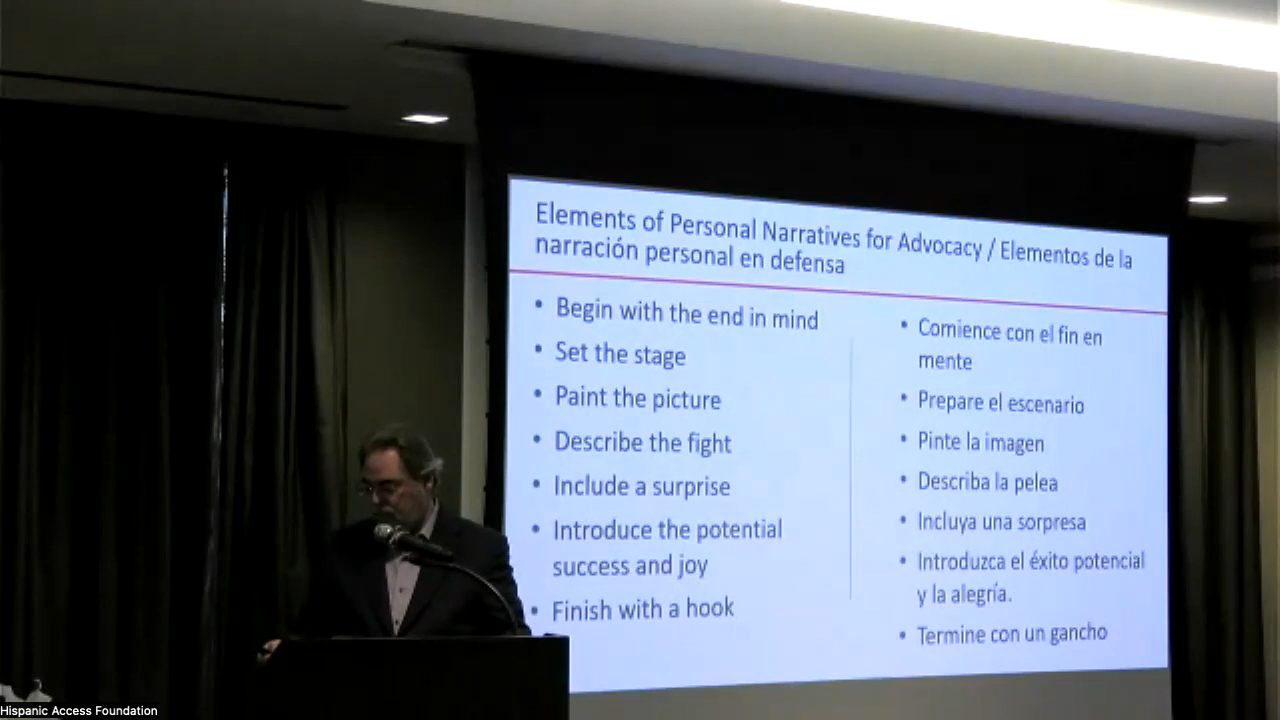 Elements of Personal Narratives for Advocacy / Elementos de la
narración personal en defensa
• Begin with the end in mind
• Set the stage
• Paint the picture
• Describe the fight
• Include a surprise
• Introduce the potential
success and joy
• Finish with a hook
• Comience con el fin en
mente
• Prepare el escenario
• Pinte la imagen
• Describa la pelea
• Incluya una sorpresa
• Introduzca el éxito potencial
y la alegría.
• Termine con un gancho
Hispanic Access Foundation